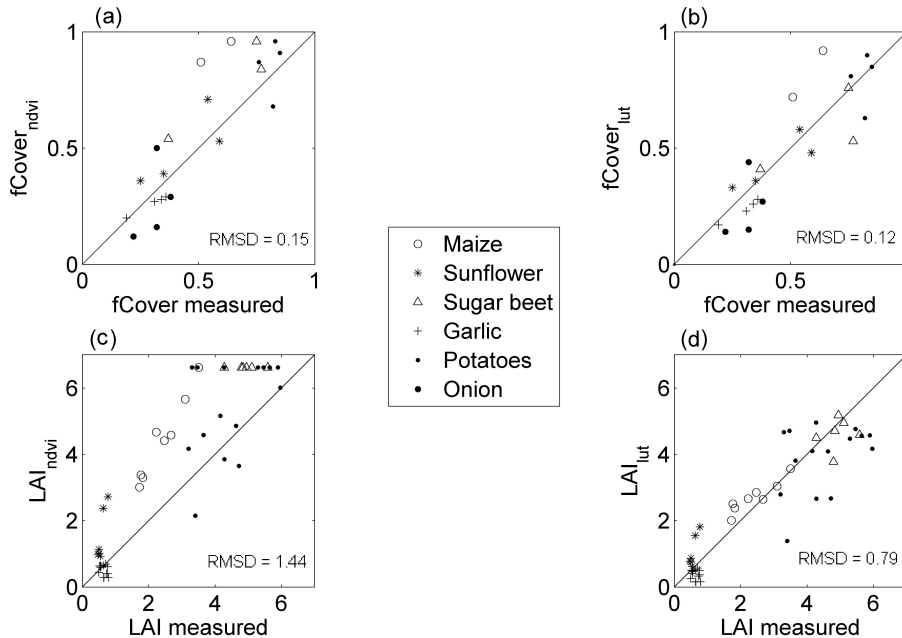 (a)
1
0.5
0
fCover_ndvi
RMSD = 0.15
0 0.5 1
fCover measured
(b)
1
0.5
0
fCover_lut
RMSD = 0.12
0 0.5
fCover measured
Maize
Sunflower
Sugar beet
Garlic
Potatoes
Onion
(c)
6
4
2
0
LAI_ndvi
RMSD = 1.44
0 2 4 6
LAI measured
(d)
6
4
2
0
LAI_lut
RMSD = 0.79
0 2 4 6
LAI measured